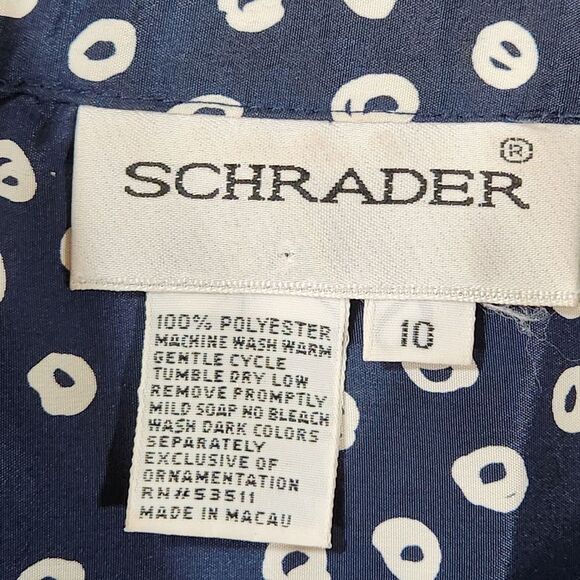 SCHRADER®
10
100% POLYESTER
MACHINE WASH WARM
GENTLE CYCLE
TUMBLE DRY LOW
REMOVE PROMPTLY
MILD SOAP NO BLEACH
WASH DARK COLORS
SEPARATELY
EXCLUSIVE OF
ORNAMENTATION
RN#53511
MADE IN MACAU